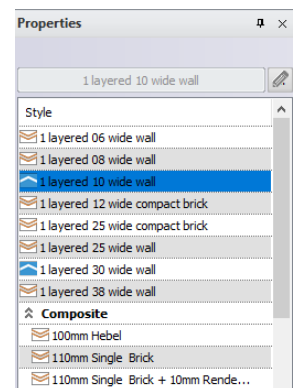 Properties
1 layered 10 wide wall
Style
1 layered 06 wide wall
1 layered 08 wide wall
1 layered 10 wide wall
1 layered 12 wide compact brick
1 layered 25 wide compact brick
1 layered 25 wide wall
1 layered 30 wide wall
1 layered 38 wide wall
Composite
100mm Hebel
110mm Single Brick
110mm Single Brick + 10mm Rende...